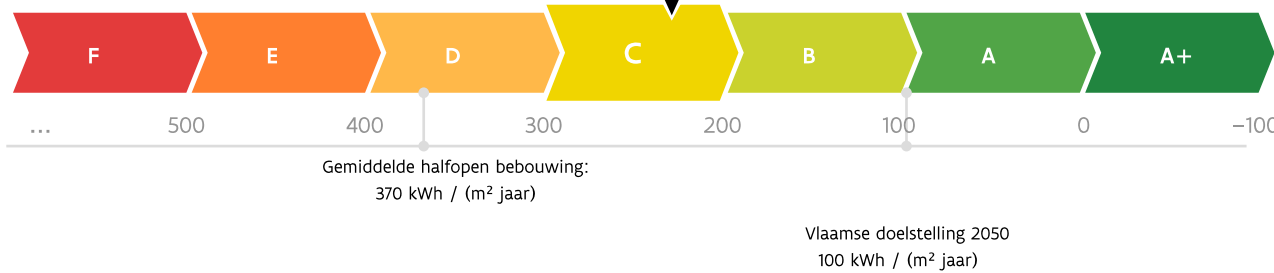 F E D C B A A+
... 500 400 300 200 100 0 −100
Gemiddelde halfopen bebouwing:
370 kWh / (m² jaar)
Vlaamse doelstelling 2050
100 kWh / (m² jaar)